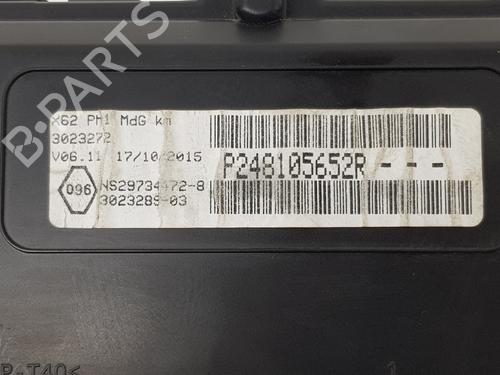 B-PARTS
X62 PH1 MdG km
3023272
V06.11 17/10/2015
P248105652R---
096
NS29734472-8
3023289-03